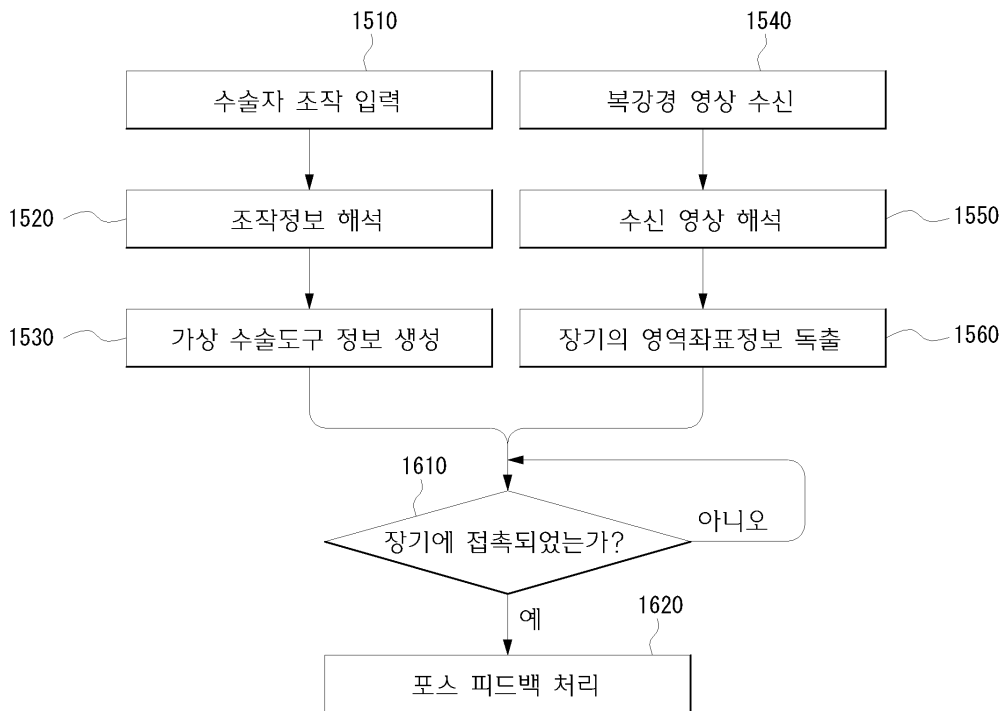 1510
수술자 조작 입력
1540
복강경 영상 수신
1520
조작정보 해석
수신 영상 해석
1550
1530
가상 수술도구 정보 생성
장기의 영역좌표정보 독출
1560
1610
장기에 접촉되었는가?
아니오
예
1620
포스 피드백 처리